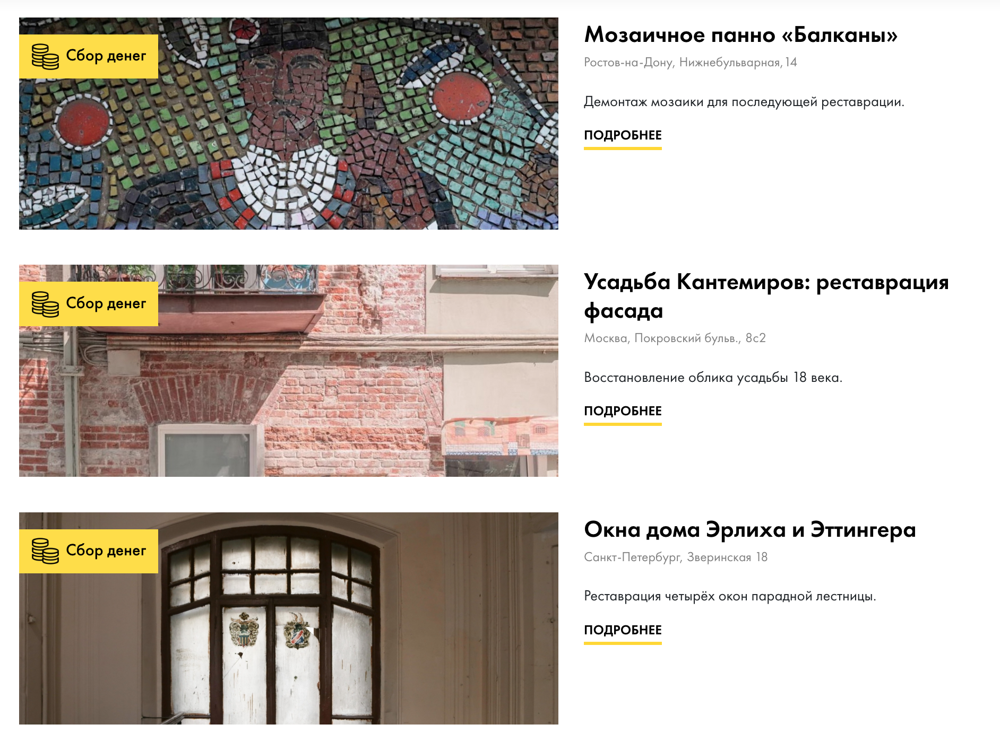 Сбор денег
Мозаичное панно «Балканы»
Ростов-на-Дону, Нижнебульварная,14
Демонтаж мозаики для последующей реставрации.
ПОДРОБНЕЕ
Сбор денег
Усадьба Кантемиров: реставрация
фасада
Москва, Покровский бульв., 8с2
Восстановление облика усадьбы 18 века.
ПОДРОБНЕЕ
Сбор денег
Окна дома Эрлиха и Эттингера
Санкт-Петербург, Зверинская 18
Реставрация четырёх окон парадной лестницы.
ПОДРОБНЕЕ